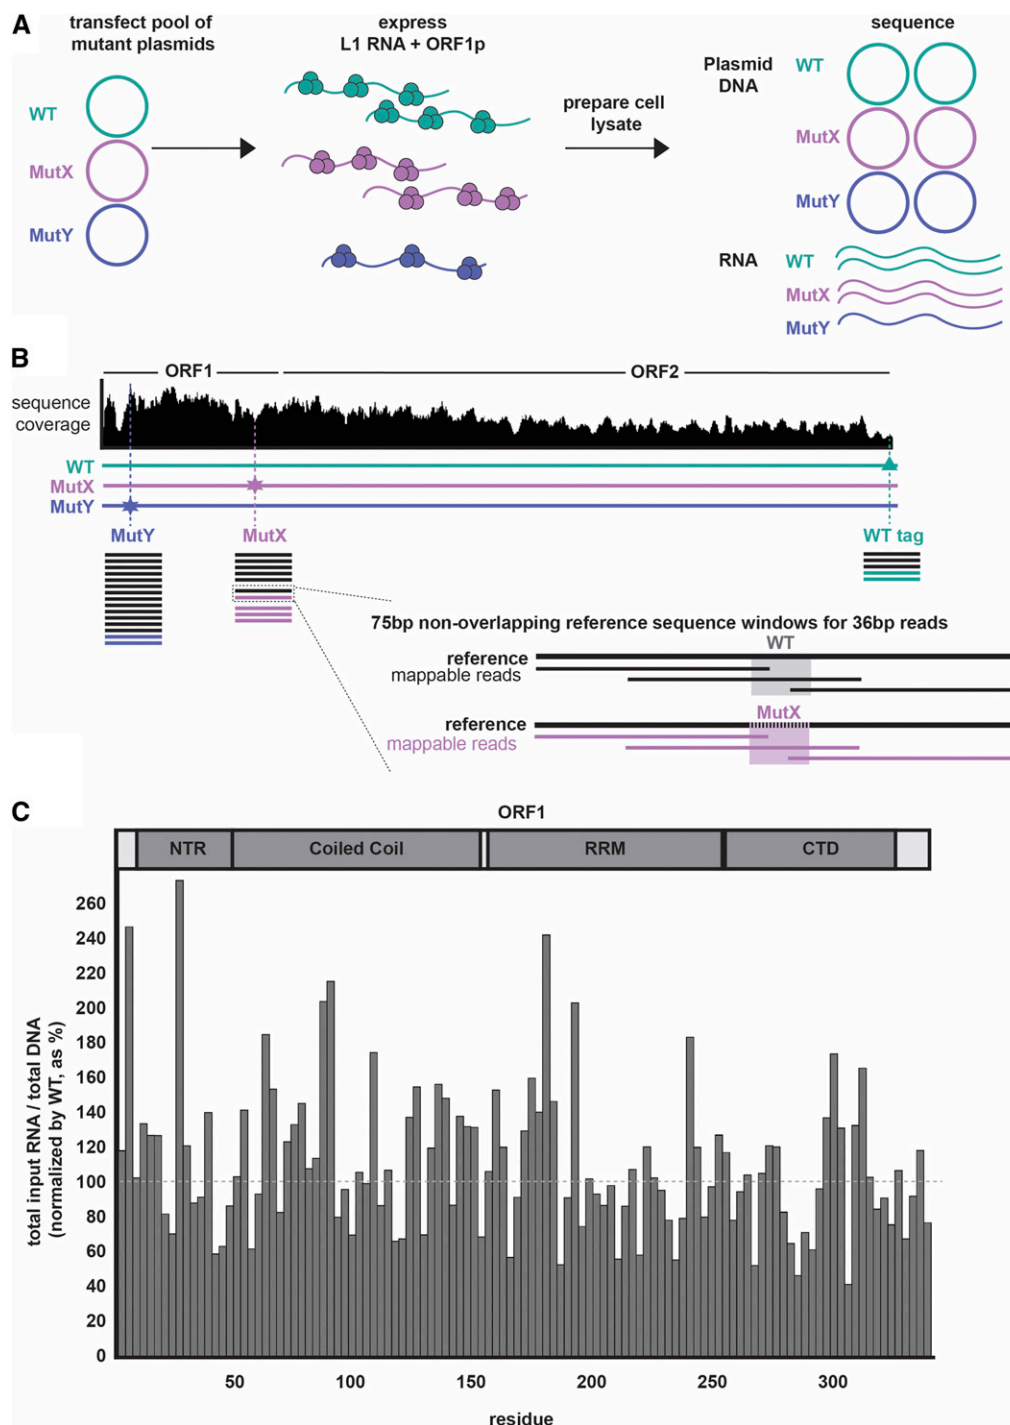 A
transfect pool of
mutant plasmids
express
L1 RNA + ORF1p
sequence
WT
MutX
MutY
prepare cell
lysate
Plasmid
DNA
WT
MutX
MutY
RNA
WT
MutX
MutY
B
ORF1
ORF2
sequence
coverage
WT
MutX
MutY
MutY
MutX
WT tag
75bp non-overlapping reference sequence windows for 36bp reads
WT
reference
mappable reads
MutX
reference
mappable reads
C
ORF1
NTR
Coiled Coil
RRM
CTD
total input RNA / total DNA
(normalized by WT, as %)
260
240
220
200
180
160
140
120
100
80
60
40
20
0
50
100
150
200
250
300
residue